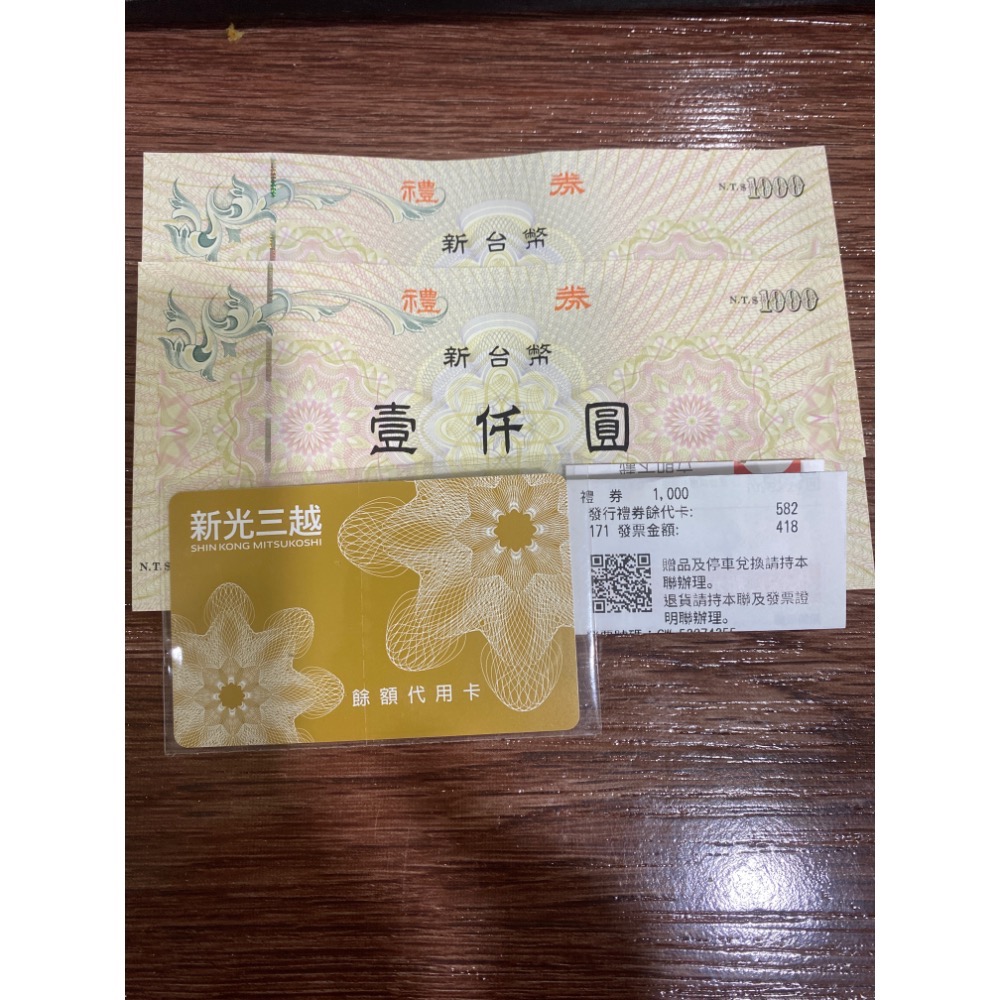 禮 券 N.T.$1000
新台幣
禮 券 N.T.$1000
新台幣
壹仟圓
N.T.$
新光三越
SHIN KONG MITSUKOSHI
餘額代用卡
禮 券 1,000
發行禮券餘代卡: 582
171 發票金額: 418
贈品及停車兌換請持本
聯辦理。
退貨請持本聯及發票證
明聯辦理。